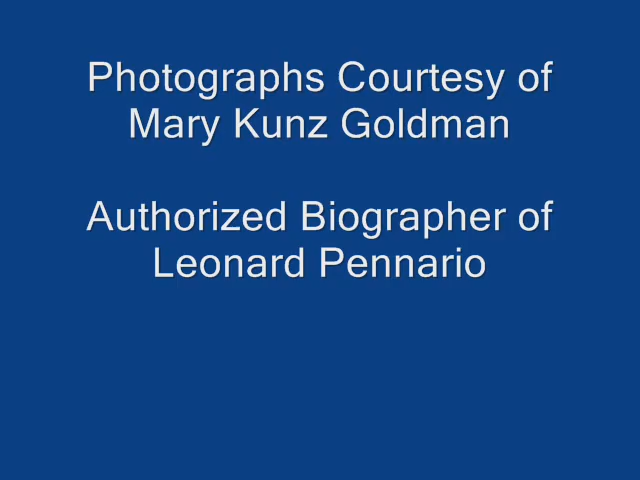 Photographs Courtesy of
Mary Kunz Goldman
Authorized Biographer of
Leonard Pennario